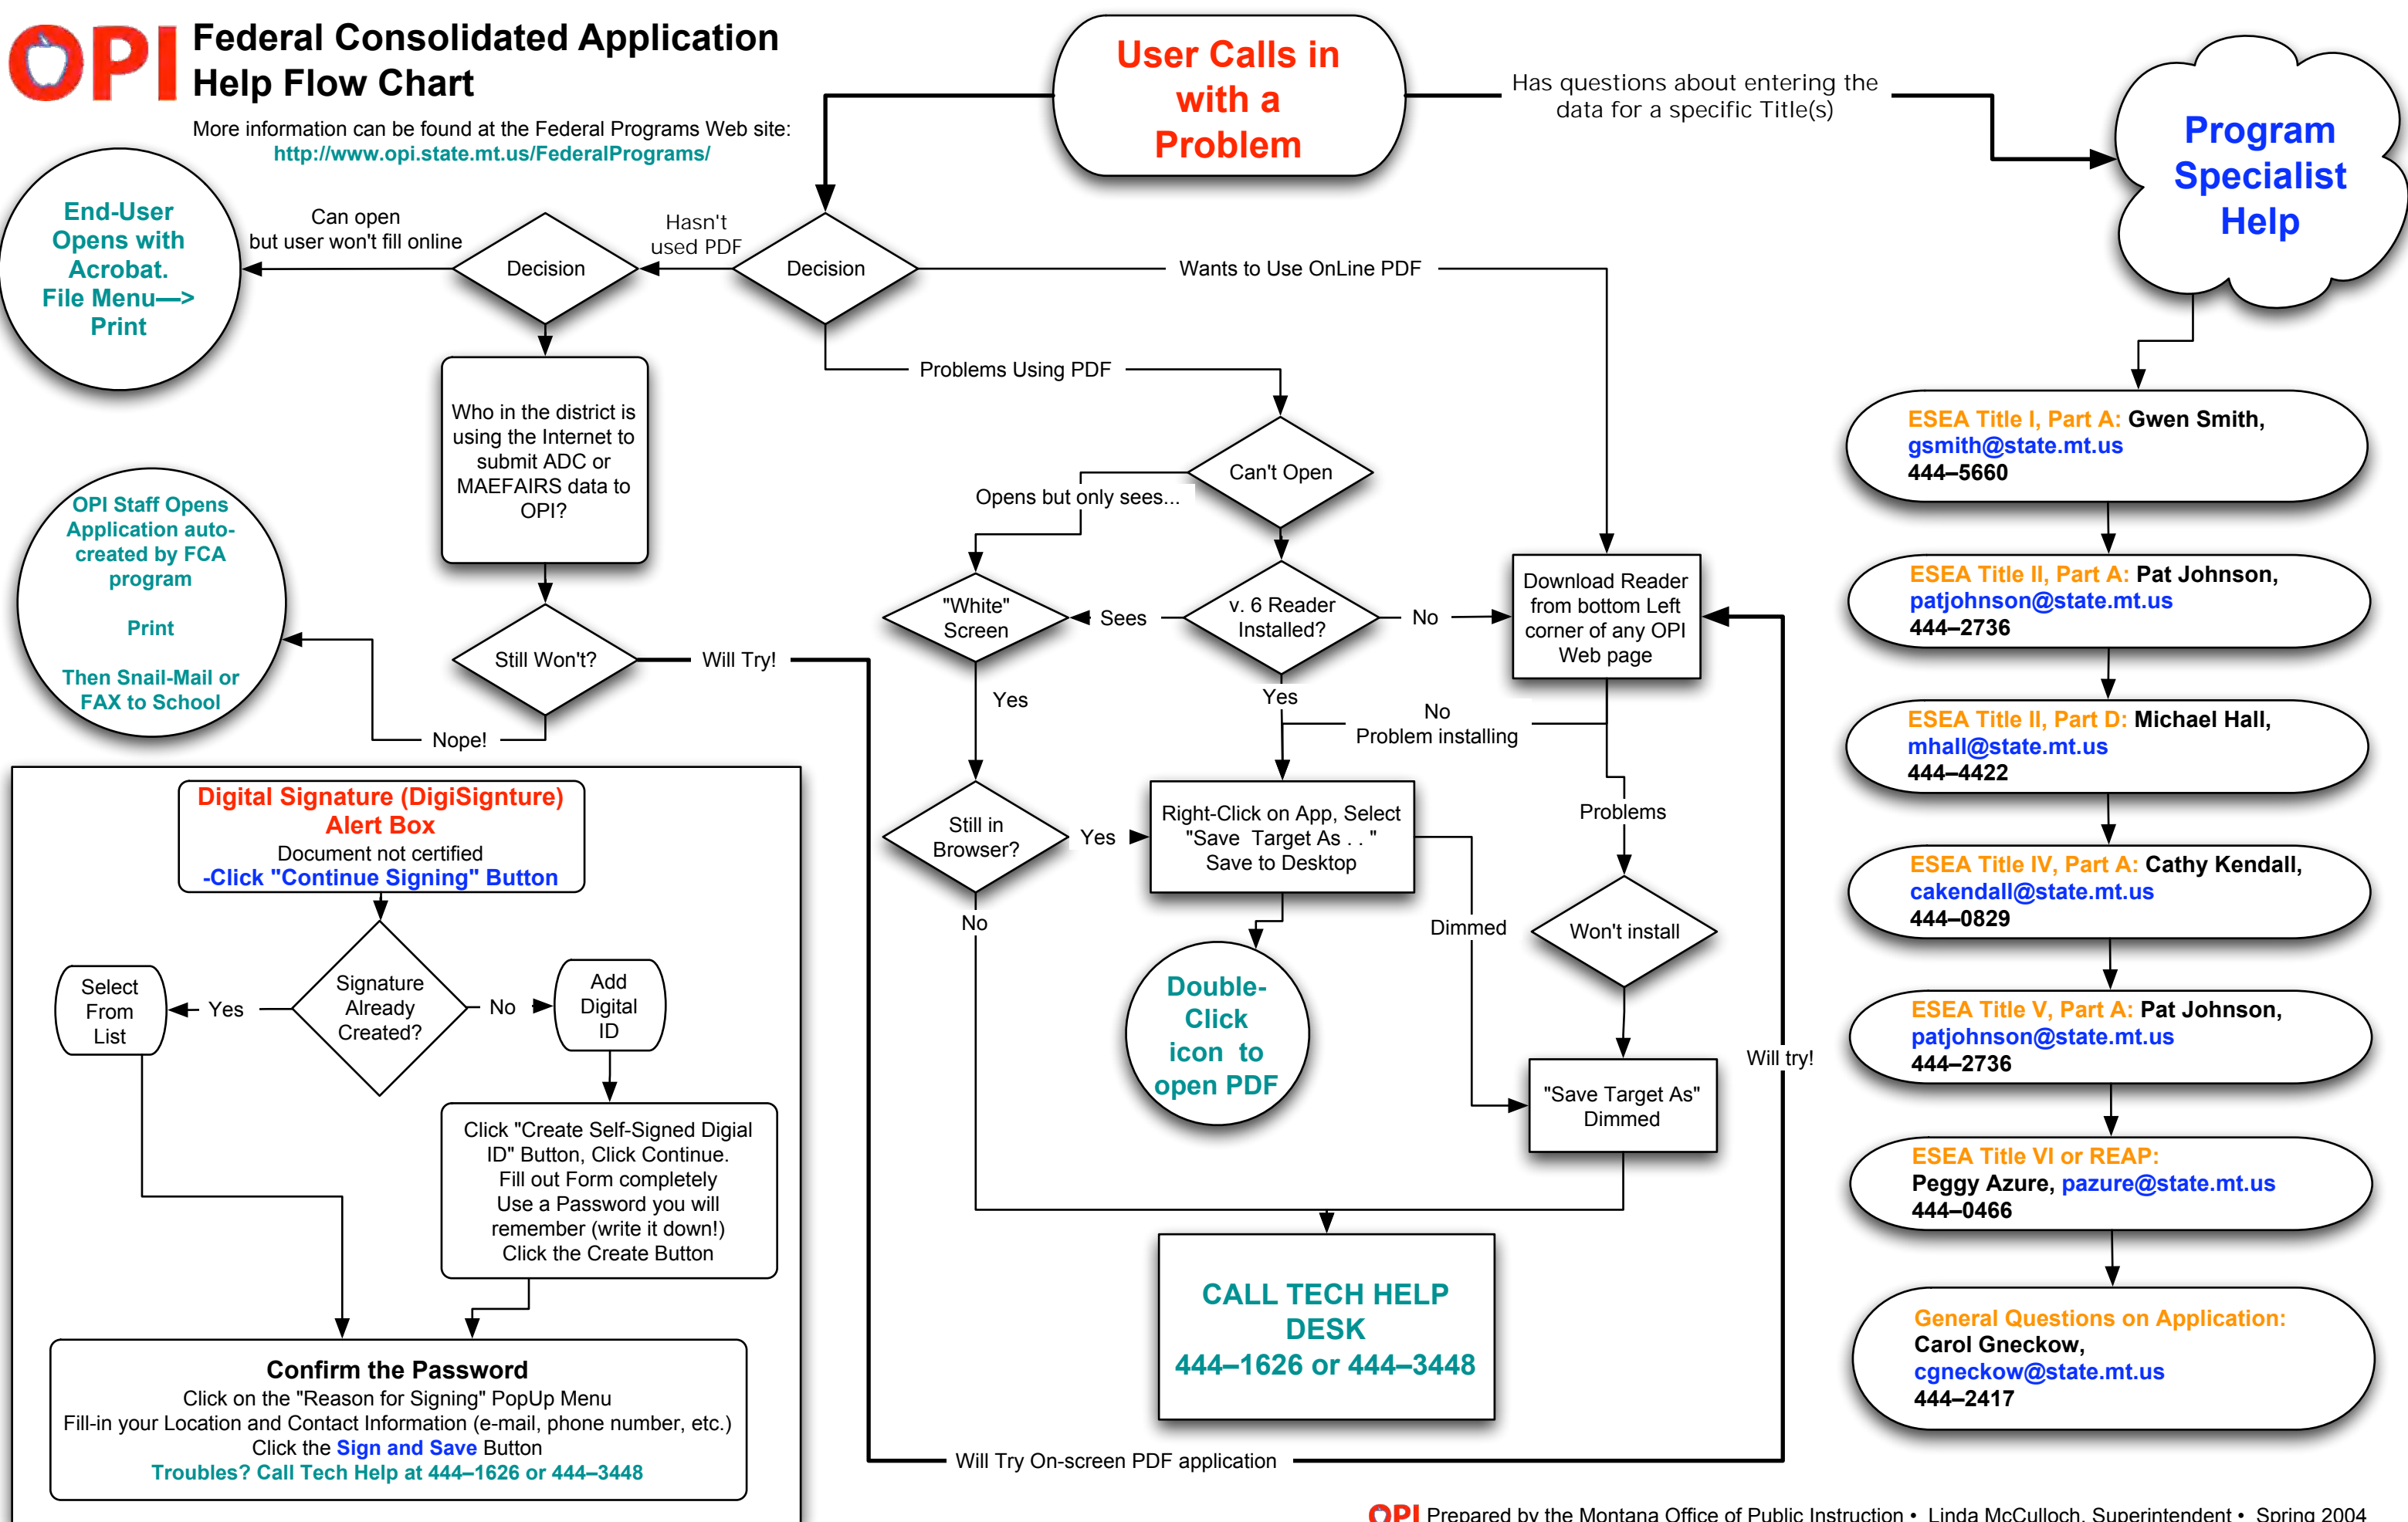 OPI
Federal Consolidated Application
Help Flow Chart
More information can be found at the Federal Programs Web site:
http://www.opi.state.mt.us/FederalPrograms/
User Calls in
with a
Problem
Has questions about entering the
data for a specific Title(s)
Program
Specialist
Help
End-User
Opens with
Acrobat.
File Menu—>
Print
Can open
but user won't fill online
Decision
Hasn't
used PDF
Decision
Wants to Use OnLine PDF
Problems Using PDF
Who in the district is
using the Internet to
submit ADC or
MAEFAIRS data to
OPI?
Can't Open
Opens but only sees...
OPI Staff Opens
Application auto-
created by FCA
program
Print
Then Snail-Mail or
FAX to School
Still Won't?
Will Try!
Nope!
"White"
Screen
Sees
v. 6 Reader
Installed?
No
Download Reader
from bottom Left
corner of any OPI
Web page
Yes
Yes
No
Problem installing
Problems
Still in
Browser?
Yes
Right-Click on App, Select
"Save Target As . . "
Save to Desktop
No
Dimmed
Won't install
Double-
Click
icon to
open PDF
"Save Target As"
Dimmed
Will try!
CALL TECH HELP
DESK
444–1626 or 444–3448
Will Try On-screen PDF application
Digital Signature (DigiSignture)
Alert Box
Document not certified
-Click "Continue Signing" Button
Select
From
List
Yes
Signature
Already
Created?
No
Add
Digital
ID
Click "Create Self-Signed Digial
ID" Button, Click Continue.
Fill out Form completely
Use a Password you will
remember (write it down!)
Click the Create Button
Confirm the Password
Click on the "Reason for Signing" PopUp Menu
Fill-in your Location and Contact Information (e-mail, phone number, etc.)
Click the Sign and Save Button
Troubles? Call Tech Help at 444–1626 or 444–3448
ESEA Title I, Part A: Gwen Smith,
gsmith@state.mt.us
444–5660
ESEA Title II, Part A: Pat Johnson,
patjohnson@state.mt.us
444–2736
ESEA Title II, Part D: Michael Hall,
mhall@state.mt.us
444–4422
ESEA Title IV, Part A: Cathy Kendall,
cakendall@state.mt.us
444–0829
ESEA Title V, Part A: Pat Johnson,
patjohnson@state.mt.us
444–2736
ESEA Title VI or REAP:
Peggy Azure, pazure@state.mt.us
444–0466
General Questions on Application:
Carol Gneckow,
cgneckow@state.mt.us
444–2417
OPI Prepared by the Montana Office of Public Instruction • Linda McCulloch, Superintendent • Spring 2004